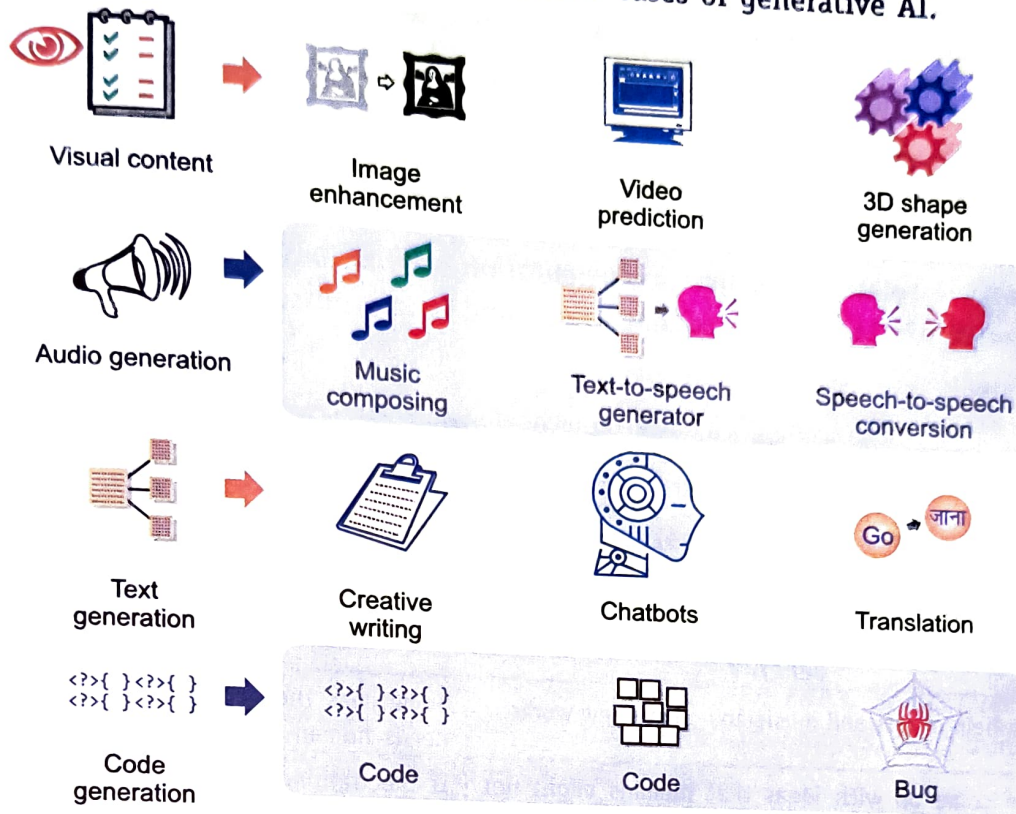 of generative AI.
Visual content
Image
enhancement
Video
prediction
3D shape
generation
Audio generation
Music
composing
Text-to-speech
generator
Speech-to-speech
conversion
Go
जाना
Text
generation
Creative
writing
Chatbots
Translation
<?>{ }<?>{ }
<?>{ }<?>{ }
<?>{ }<?>{ }
<?>{ }<?>{ }
Code
generation
Code
Code
Bug